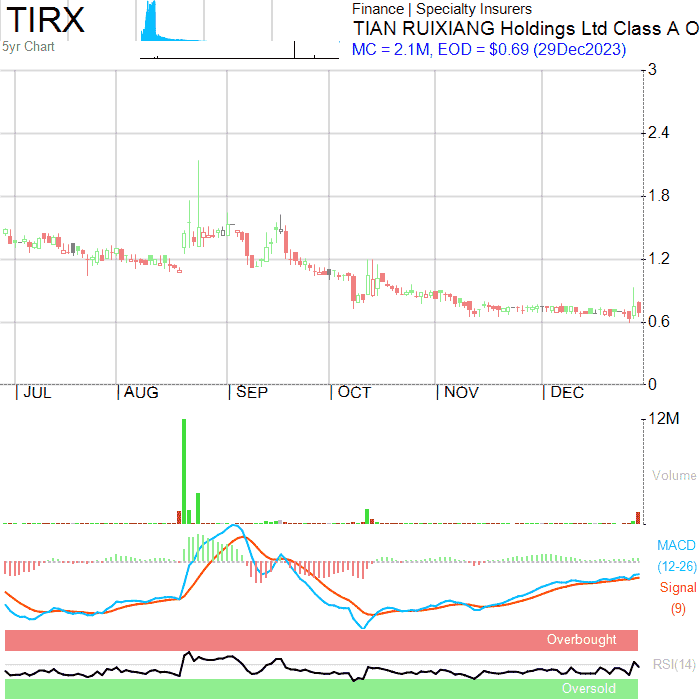 TIRX
5yr Chart
Finance | Specialty Insurers
TIAN RUIXIANG Holdings Ltd Class A O
MC = 2.1M, EOD = $0.69 (29Dec2023)
3
2.4
1.8
1.2
0.6
0
JUL AUG SEP OCT NOV DEC
12M
Volume
MACD
(12-26)
Signal
(9)
Overbought
RSI(14)
Oversold